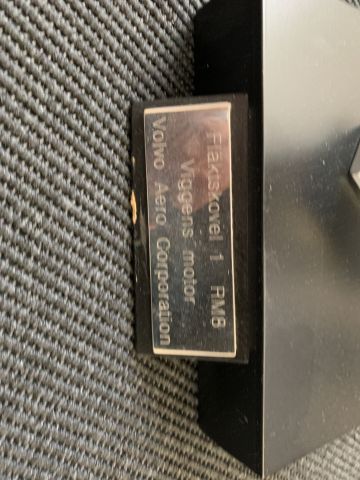 Fläktskovel 1 RM8
Viggens motor
Volvo Aero Corporation